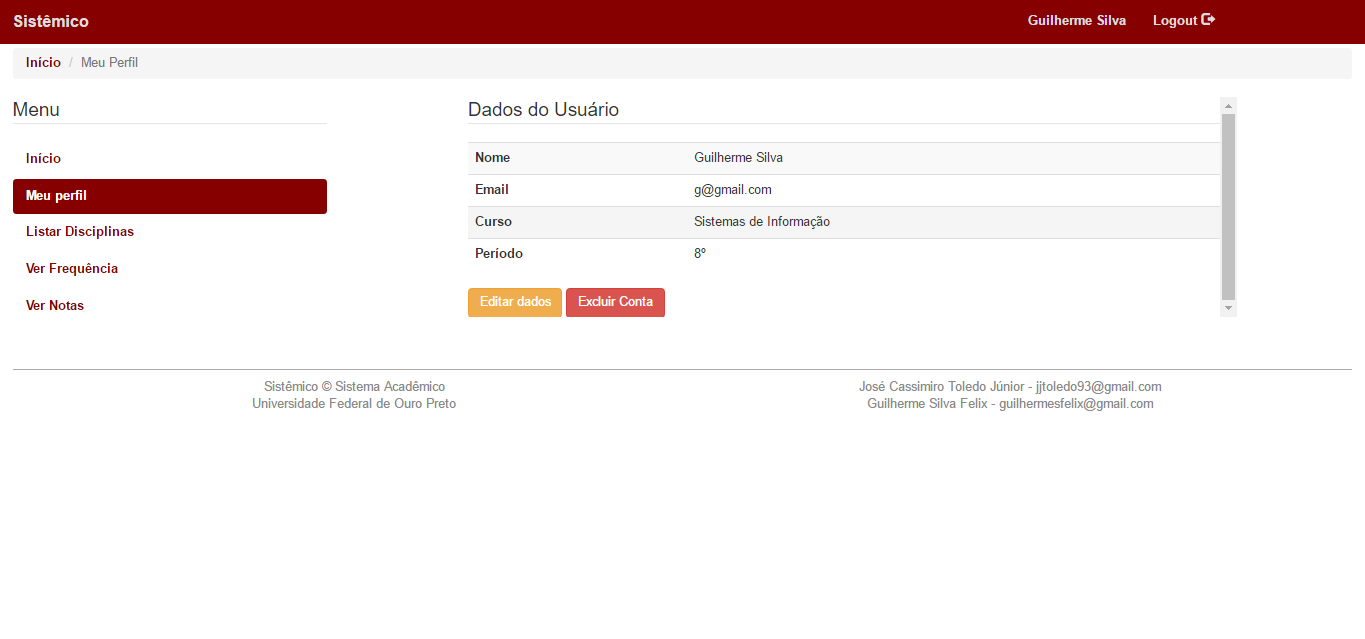 Sistêmico
Guilherme Silva Logout
Início / Meu Perfil
Menu
Início
Meu perfil
Listar Disciplinas
Ver Frequência
Ver Notas
Dados do Usuário
Nome Guilherme Silva
Email g@gmail.com
Curso Sistemas de Informação
Período 8º
Editar dados Excluir Conta
Sistêmico © Sistema Acadêmico
Universidade Federal de Ouro Preto
José Cassimiro Toledo Júnior - jjtoledo93@gmail.com
Guilherme Silva Felix - guilhermesfelix@gmail.com